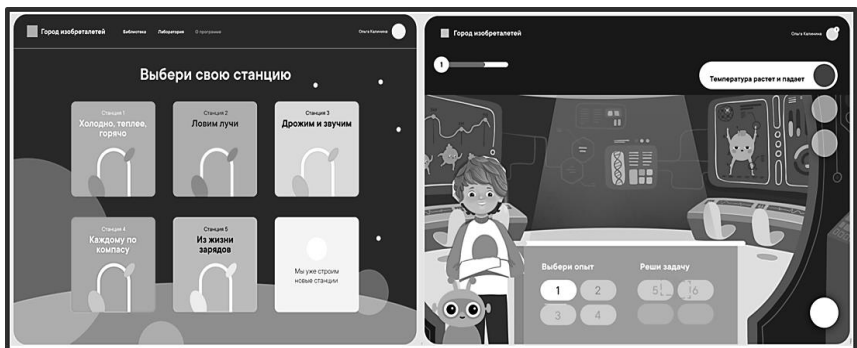 Город изобреталетей
Библиотека Лаборатория О программе
Ольга Калинина
Выбери свою станцию
Станция 1
Холодно, теплее,
горячо
Станция 2
Ловим лучи
Станция 3
Дрожим и звучим
Станция 4
Каждому по
компасу
Станция 5
Из жизни
зарядов
Мы уже строим
новые станции
Город изобреталетей
Ольга Калинина
1
Температура растет и падает
Выбери опыт
Реши задачу
1 2
5 6
3 4